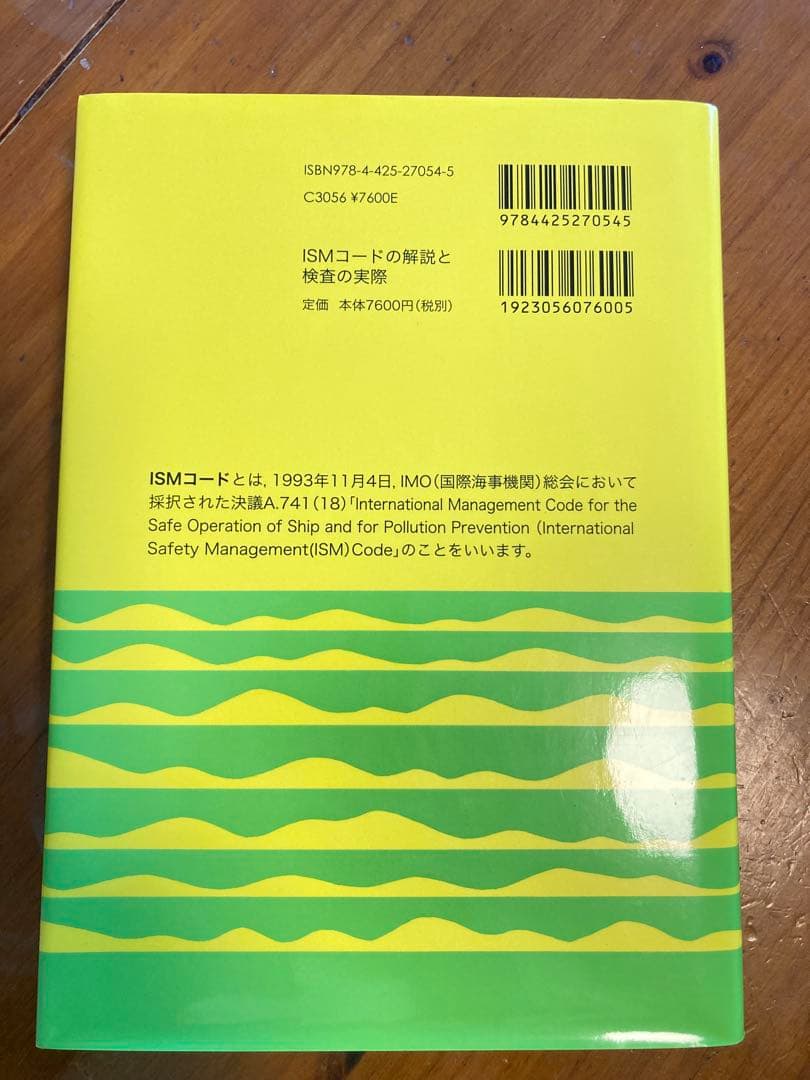 ISBN978-4-425-27054-5
C3056 ¥7600E
9784425270545
ISMコードの解説と
検査の実際
定価 本体7600円(税別)
1923056076005
ISMコードとは, 1993年11月4日, IMO(国際海事機関)総会において
採択された決議A.741(18)「International Management Code for the
Safe Operation of Ship and for Pollution Prevention (International
Safety Management(ISM)Code」のことをいいます。